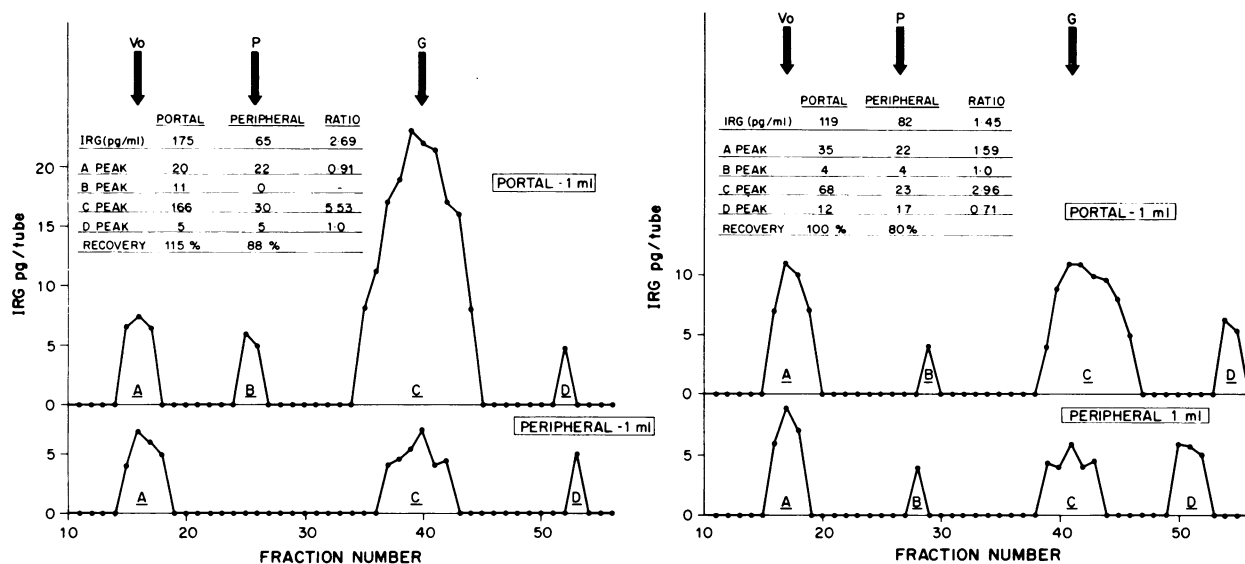 Vo P G
PORTAL PERIPHERAL RATIO
IRG(pg/ml) 175 65 2·69
A PEAK 20 22 0·91
B PEAK 11 0 -
C PEAK 166 30 5·53
D PEAK 5 5 1·0
RECOVERY 115 % 88 %
PORTAL - 1 ml
IRG pg/tube
20
15
10
5
0
A B C D
PERIPHERAL - 1 ml
5
0
A C D
10 20 30 40 50
FRACTION NUMBER
Vo P G
PORTAL PERIPHERAL RATIO
IRG (pg/ml) 119 82 1·45
A PEAK 35 22 1·59
B PEAK 4 4 1·0
C PEAK 68 23 2·96
D PEAK 12 17 0·71
RECOVERY 100 % 80%
PORTAL - 1 ml
IRG pg/tube
10
5
0
A B C D
PERIPHERAL 1 ml
5
0
A B C D
10 20 30 40 50
FRACTION NUMBER